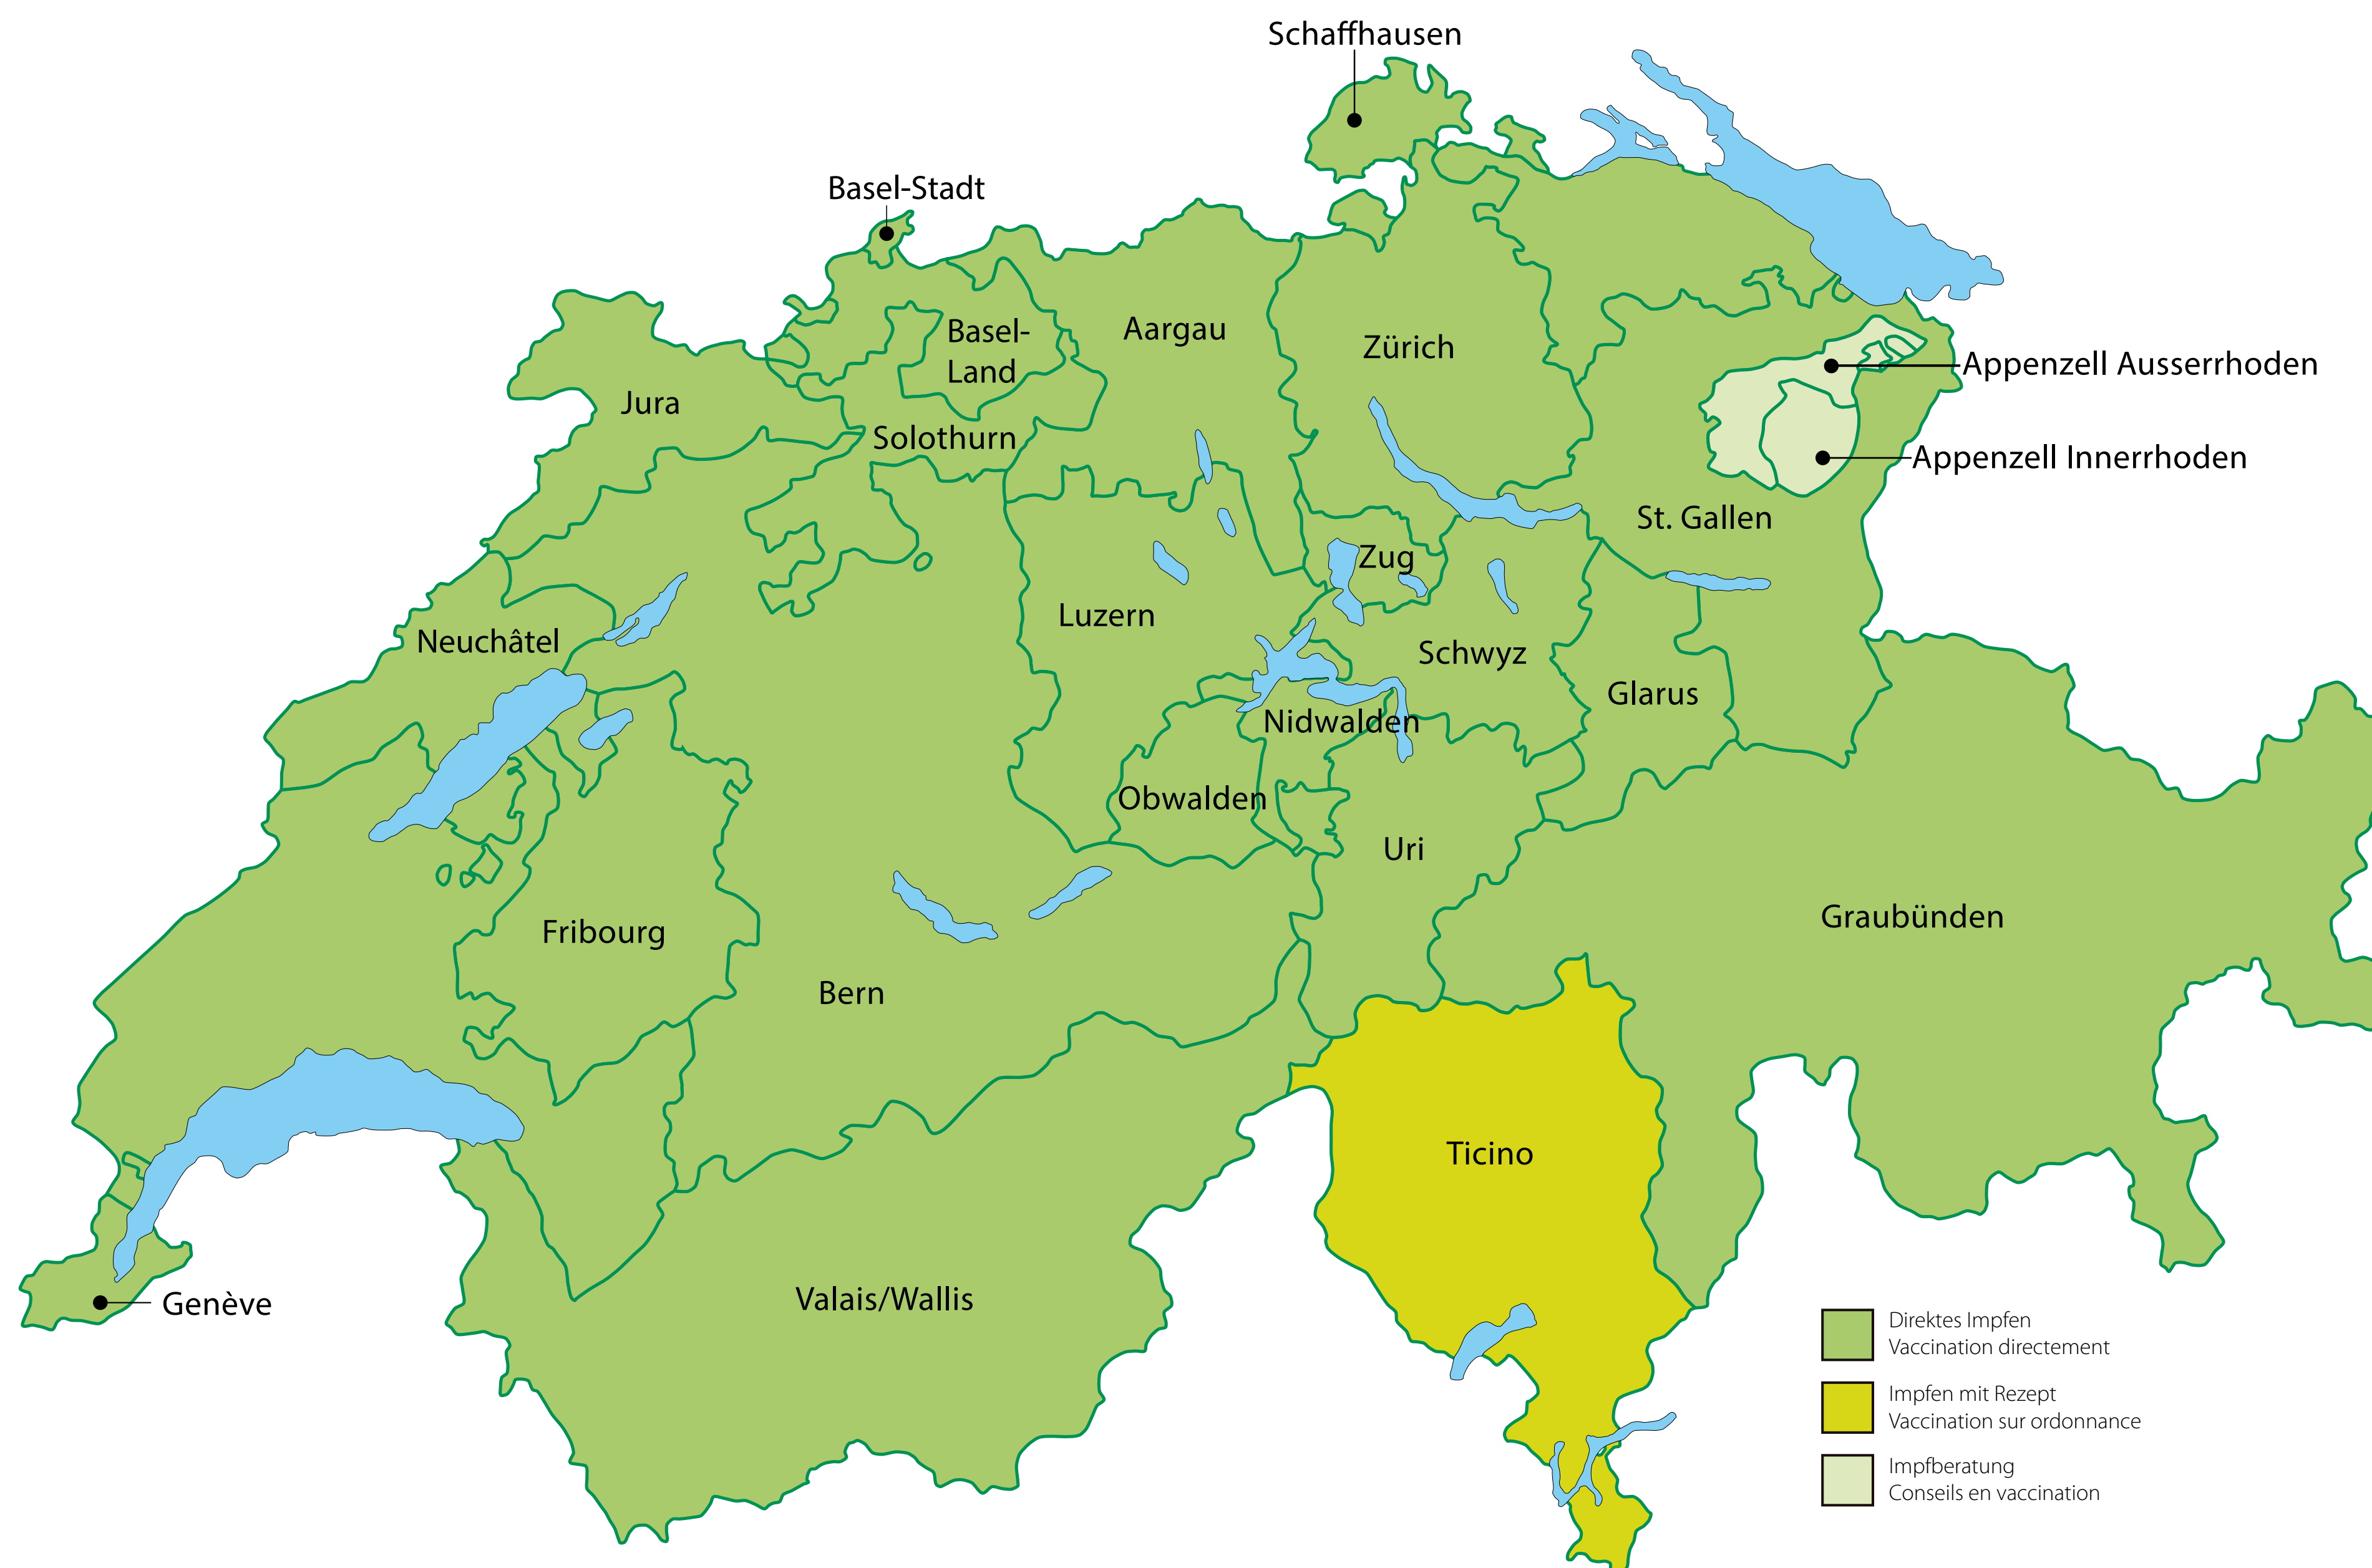 Schaffhausen
Basel-Stadt
Basel-
Land
Aargau
Zürich
Appenzell Ausserrhoden
Jura
Solothurn
Appenzell Innerrhoden
St. Gallen
Zug
Luzern
Neuchâtel
Schwyz
Glarus
Nidwalden
Obwalden
Uri
Graubünden
Fribourg
Bern
Ticino
Valais/Wallis
Genève
Direktes Impfen
Vaccination directement
Impfen mit Rezept
Vaccination sur ordonnance
Impfberatung
Conseils en vaccination